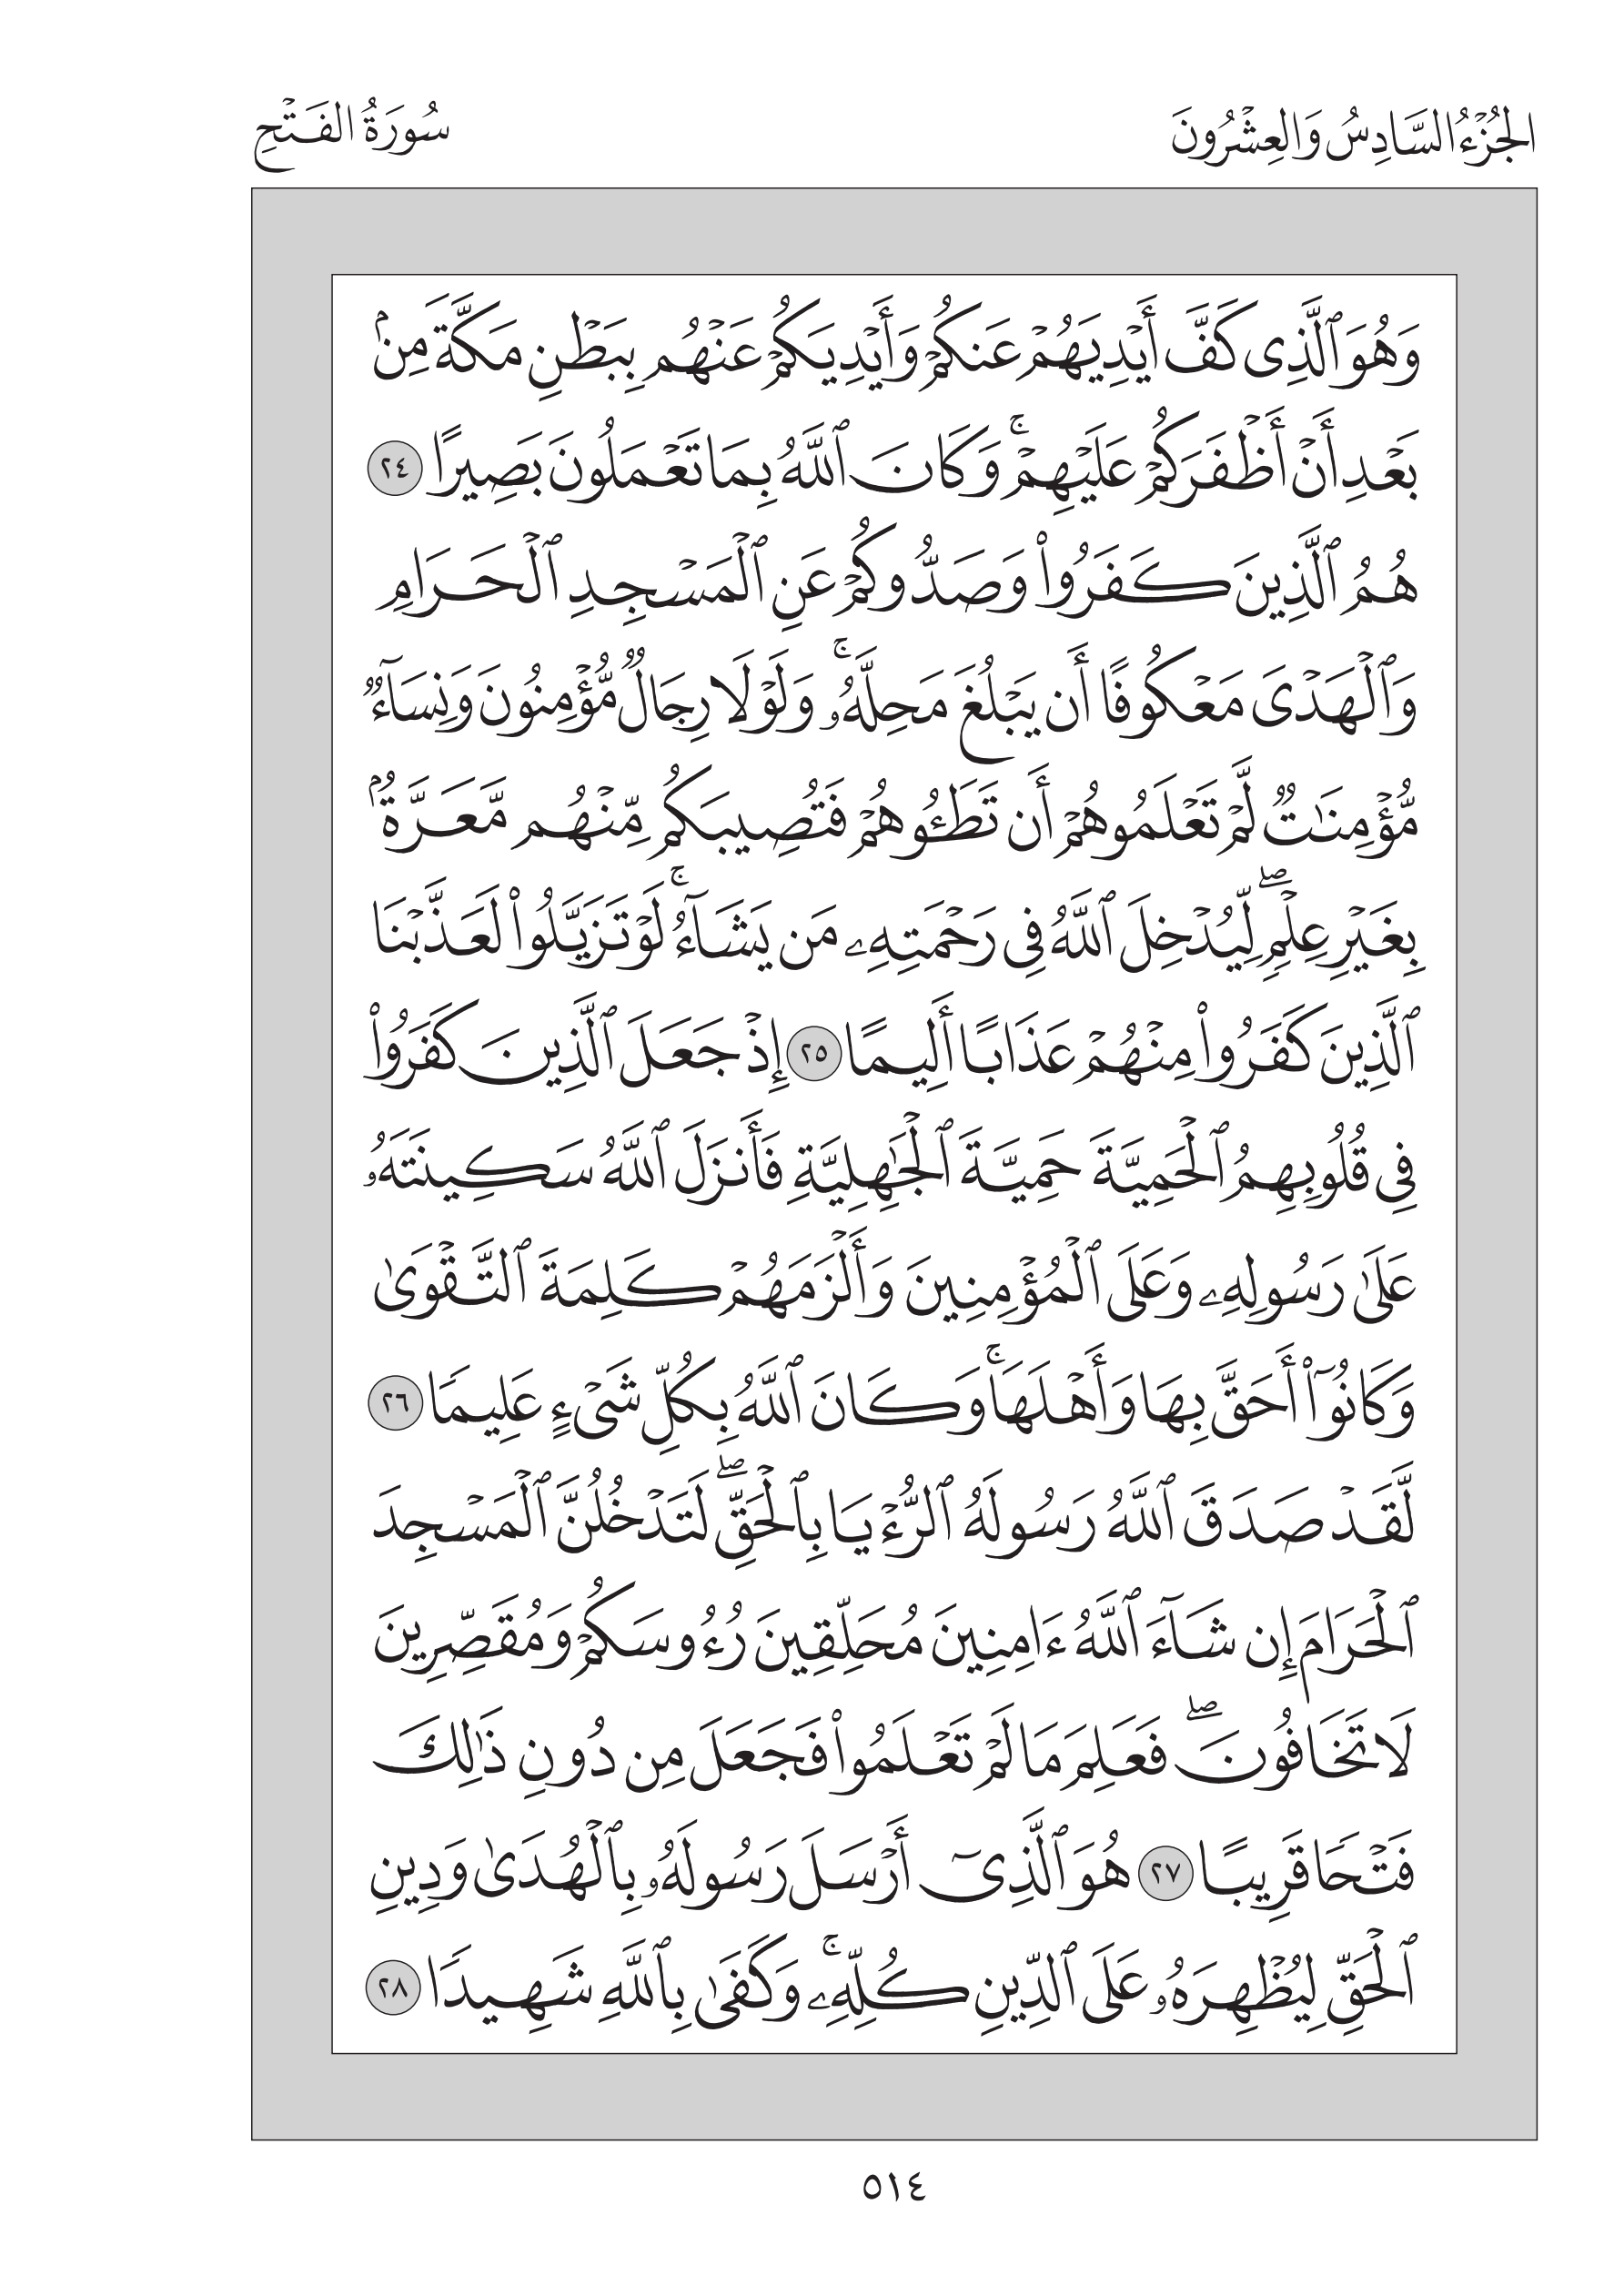 الجُزْءُ السَّادِسُ وَالعِشْرُونَ
سُورَةُ الفَتْحِ
وَهُوَ ٱلَّذِى كَفَّ أَيْدِيَهُمْ عَنكُمْ وَأَيْدِيَكُمْ عَنْهُم بِبَطْنِ مَكَّةَ مِنۢ
بَعْدِ أَنْ أَظْفَرَكُمْ عَلَيْهِمْۚ وَكَانَ ٱللَّهُ بِمَا تَعْمَلُونَ بَصِيرًا ٢٤
هُمُ ٱلَّذِينَ كَفَرُوا۟ وَصَدُّوكُمْ عَنِ ٱلْمَسْجِدِ ٱلْحَرَامِ
وَٱلْهَدْىَ مَعْكُوفًا أَن يَبْلُغَ مَحِلَّهُۥۚ وَلَوْلَا رِجَالٌ مُّؤْمِنُونَ وَنِسَآءٌ
مُّؤْمِنَٰتٌ لَّمْ تَعْلَمُوهُمْ أَن تَطَـُٔوهُمْ فَتُصِيبَكُم مِّنْهُم مَّعَرَّةٌۢ
بِغَيْرِ عِلْمٍۖ لِّيُدْخِلَ ٱللَّهُ فِى رَحْمَتِهِۦ مَن يَشَآءُۚ لَوْ تَزَيَّلُوا۟ لَعَذَّبْنَا
ٱلَّذِينَ كَفَرُوا۟ مِنْهُمْ عَذَابًا أَلِيمًا ٢٥ إِذْ جَعَلَ ٱلَّذِينَ كَفَرُوا۟
فِى قُلُوبِهِمُ ٱلْحَمِيَّةَ حَمِيَّةَ ٱلْجَٰهِلِيَّةِ فَأَنزَلَ ٱللَّهُ سَكِينَتَهُۥ
عَلَىٰ رَسُولِهِۦ وَعَلَى ٱلْمُؤْمِنِينَ وَأَلْزَمَهُمْ كَلِمَةَ ٱلتَّقْوَىٰ
وَكَانُوٓا۟ أَحَقَّ بِهَا وَأَهْلَهَاۚ وَكَانَ ٱللَّهُ بِكُلِّ شَىْءٍ عَلِيمًا ٢٦
لَّقَدْ صَدَقَ ٱللَّهُ رَسُولَهُ ٱلرُّءْيَا بِٱلْحَقِّۖ لَتَدْخُلُنَّ ٱلْمَسْجِدَ
ٱلْحَرَامَ إِن شَآءَ ٱللَّهُ ءَامِنِينَ مُحَلِّقِينَ رُءُوسَكُمْ وَمُقَصِّرِينَ
لَا تَخَافُونَۖ فَعَلِمَ مَا لَمْ تَعْلَمُوا۟ فَجَعَلَ مِن دُونِ ذَٰلِكَ
فَتْحًا قَرِيبًا ٢٧ هُوَ ٱلَّذِىٓ أَرْسَلَ رَسُولَهُۥ بِٱلْهُدَىٰ وَدِينِ
ٱلْحَقِّ لِيُظْهِرَهُۥ عَلَى ٱلدِّينِ كُلِّهِۦۚ وَكَفَىٰ بِٱللَّهِ شَهِيدًا ٢٨
٥١٤